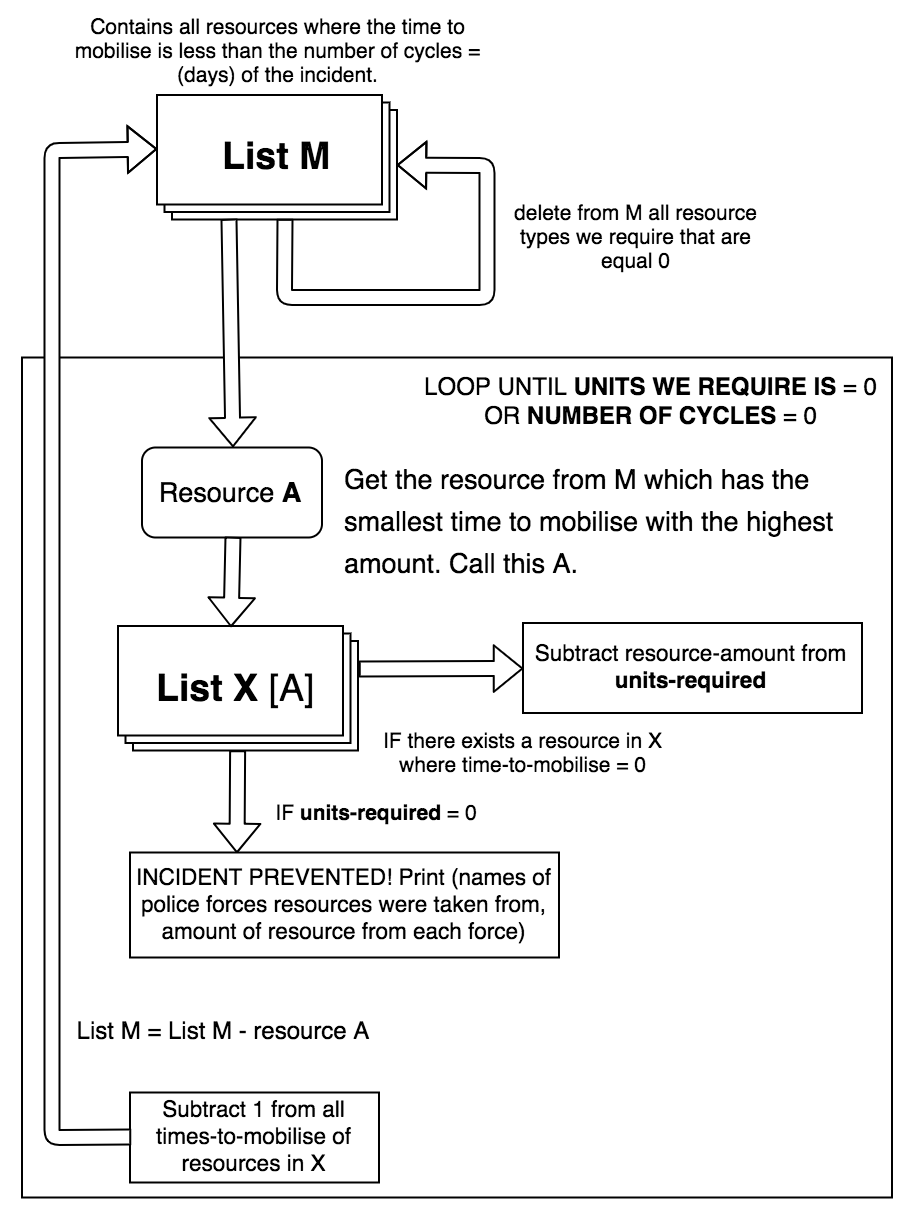 Contains all resources where the time to
mobilise is less than the number of cycles =
(days) of the incident.
List M
delete from M all resource
types we require that are
equal 0
LOOP UNTIL UNITS WE REQUIRE IS = 0
OR NUMBER OF CYCLES = 0
Resource A
Get the resource from M which has the
smallest time to mobilise with the highest
amount. Call this A.
List X [A]
Subtract resource-amount from
units-required
IF there exists a resource in X
where time-to-mobilise = 0
IF units-required = 0
INCIDENT PREVENTED! Print (names of
police forces resources were taken from,
amount of resource from each force)
List M = List M - resource A
Subtract 1 from all
times-to-mobilise of
resources in X